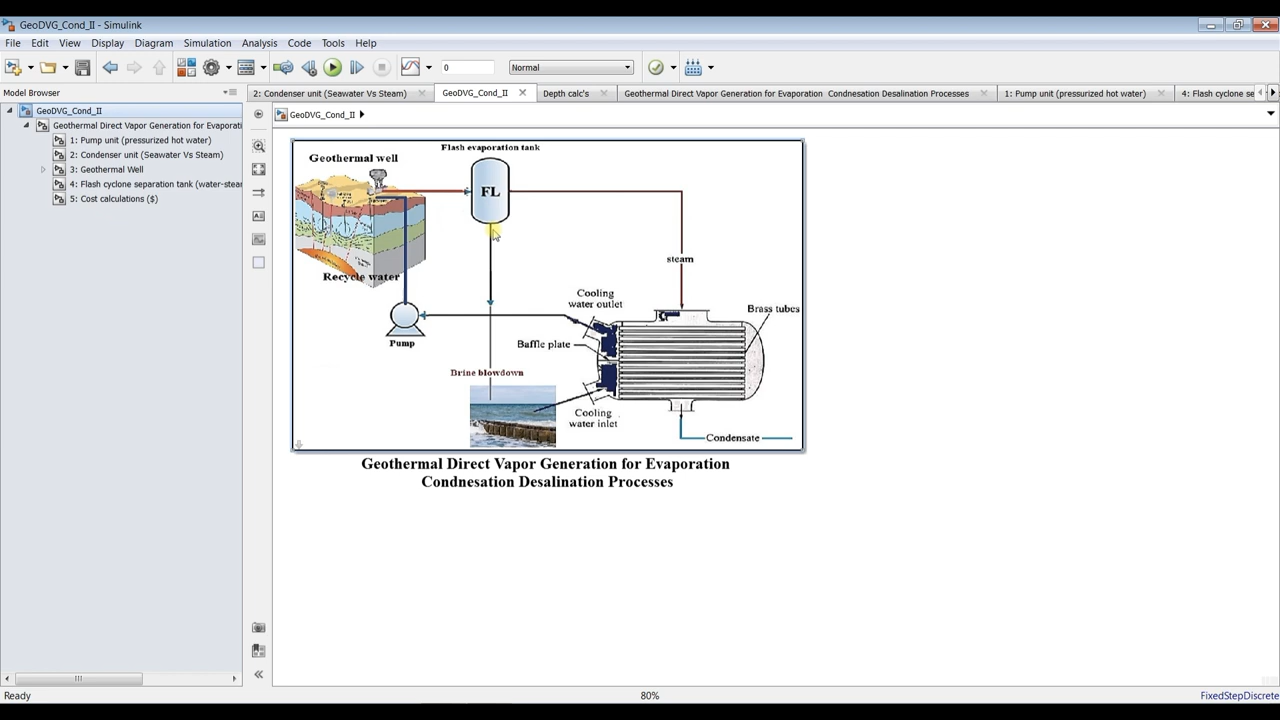 GeoDVG_Cond_II - Simulink
File Edit View Display Diagram Simulation Analysis Code Tools Help
0
Normal
Model Browser
2: Condenser unit (Seawater Vs Steam)
GeoDVG_Cond_II
Depth calc's
Geothermal Direct Vapor Generation for Evaporation Condnesation Desalination Processes
1: Pump unit (pressurized hot water)
4: Flash cyclone se
GeoDVG_Cond_II
GeoDVG_Cond_II
Geothermal Direct Vapor Generation for Evaporati
1: Pump unit (pressurized hot water)
2: Condenser unit (Seawater Vs Steam)
3: Geothermal Well
4: Flash cyclone separation tank (water-stea
5: Cost calculations ($)
Flash evaporation tank
Geothermal well
FL
steam
Recycle water
Cooling
water outlet
Brass tubes
Pump
Baffle plate
Brine blowdown
Cooling
water inlet
Condensate
Geothermal Direct Vapor Generation for Evaporation
Condnesation Desalination Processes
Ready
80%
FixedStepDiscrete